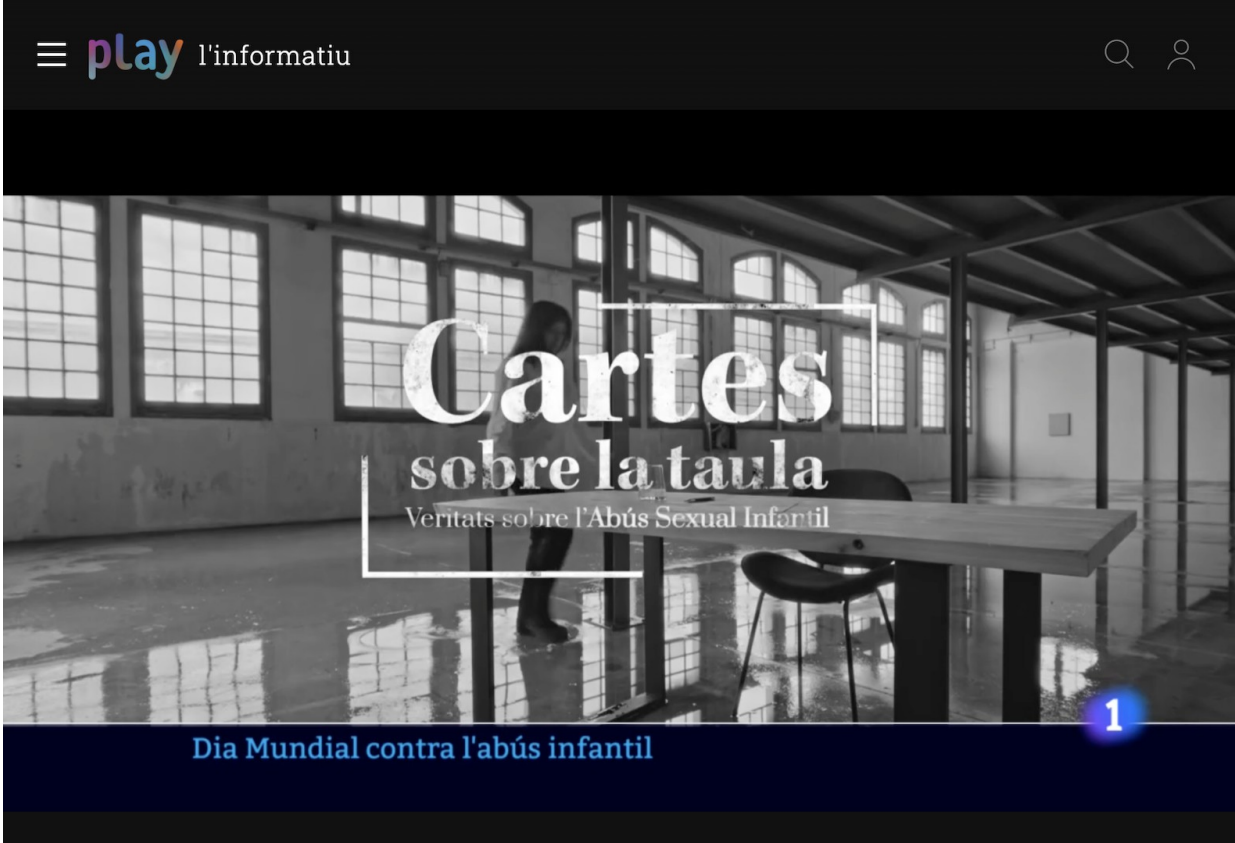 play l'informatiu
Cartes
sobre la taula
Veritats sobre l'Abús Sexual Infantil
1
Dia Mundial contra l'abús infantil